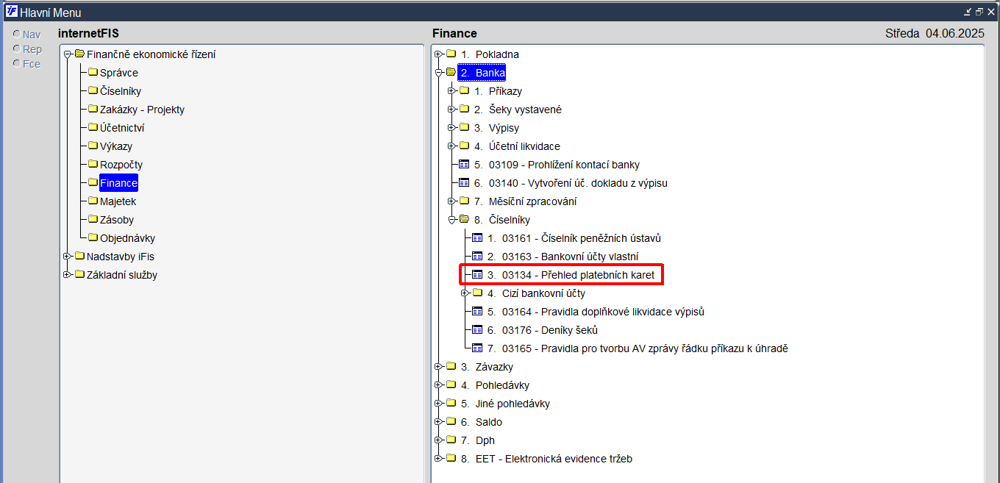 Hlavní Menu
Nav
Rep
Fce
internetFIS
Finančně ekonomické řízení
Správce
Číselníky
Zakázky - Projekty
Účetnictví
Výkazy
Rozpočty
Finance
Majetek
Zásoby
Objednávky
Nadstavby iFis
Základní služby
Finance
Středa 04.06.2025
1. Pokladna
2. Banka
1. Příkazy
2. Šeky vystavené
3. Výpisy
4. Účetní likvidace
5. 03109 - Prohlížení kontací banky
6. 03140 - Vytvoření úč. dokladu z výpisu
7. Měsíční zpracování
8. Číselníky
1. 03161 - Číselník peněžních ústavů
2. 03163 - Bankovní účty vlastní
3. 03134 - Přehled platebních karet
4. Cizí bankovní účty
5. 03164 - Pravidla doplňkové likvidace výpisů
6. 03176 - Deníky šeků
7. 03165 - Pravidla pro tvorbu AV zprávy řádku příkazu k úhradě
3. Závazky
4. Pohledávky
5. Jiné pohledávky
6. Saldo
7. Dph
8. EET - Elektronická evidence tržeb